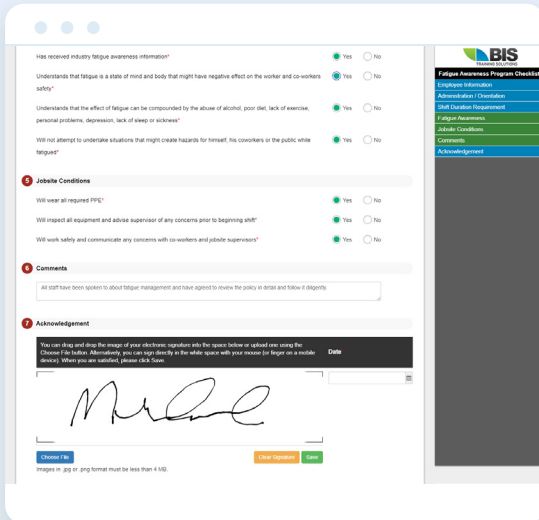 Has received industry fatigue awareness information*
Yes No
Understands that fatigue is a state of mind and body that might have negative effect on the worker and co-workers
safety*
Yes No
Understands that the effect of fatigue can be compounded by the abuse of alcohol, poor diet, lack of exercise,
personal problems, depression, lack of sleep or sickness*
Yes No
Will not attempt to undertake situations that might create hazards for himself, his coworkers or the public while
fatigued*
Yes No
5 Jobsite Conditions
Will wear all required PPE*
Yes No
Will inspect all equipment and advise supervisor of any concerns prior to beginning shift*
Yes No
Will work safely and communicate any concerns with co-workers and jobsite supervisors*
Yes No
6 Comments
All staff have been spoken to about fatigue management and have agreed to review the policy in detail and follow it diligently.
7 Acknowledgement
You can drag and drop the image of your electronic signature into the space below or upload one using the
Choose File button. Alternatively, you can sign directly in the white space with your mouse (or finger on a mobile
device). When you are satisfied, please click Save.
Date*
Choose File
Clear Signature Save
Images in .jpg or .png format must be less than 4 MB.
BIS
TRAINING SOLUTIONS
Fatigue Awareness Program Checklist
Employee Information
Administration / Orientation
Shift Duration Requirement
Fatigue Awareness
Jobsite Conditions
Comments
Acknowledgement